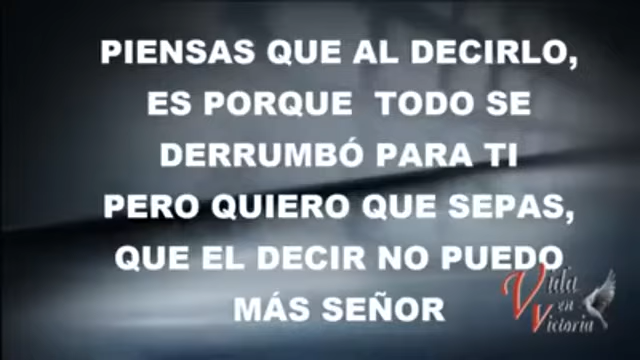 PIENSAS QUE AL DECIRLO,
ES PORQUE TODO SE
DERRUMBÓ PARA TI
PERO QUIERO QUE SEPAS,
QUE EL DECIR NO PUEDO
MÁS SEÑOR
Vida
en
Victoria